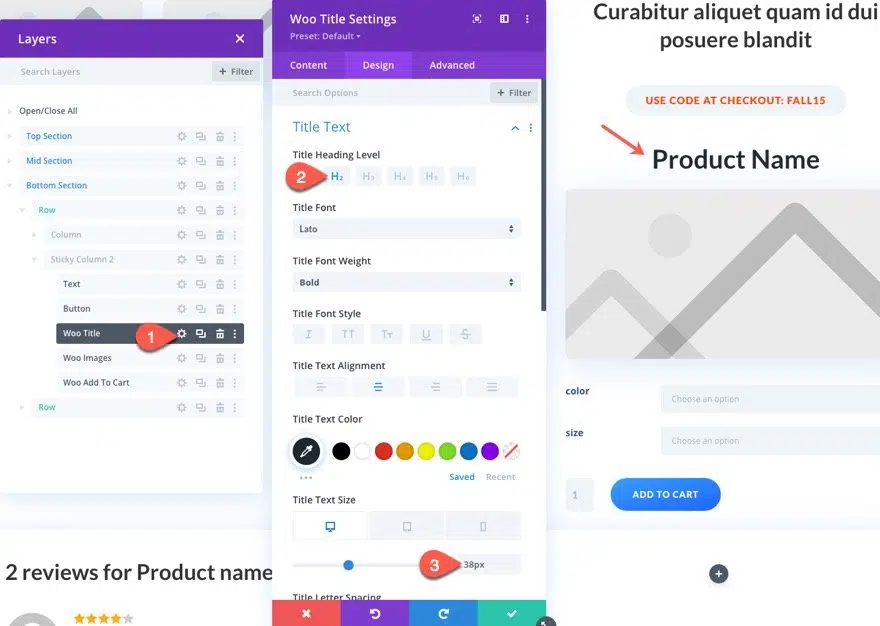 Layers
Search Layers
+ Filter
Open/Close All
Top Section
Mid Section
Bottom Section
Row
Column
Sticky Column 2
Text
Button
Woo Title
1
Woo Images
Woo Add To Cart
Row
2 reviews for Product name
Woo Title Settings
Preset: Default
Content Design Advanced
Search Options
+ Filter
Title Text
Title Heading Level
2
H2 H3 H4 H5 H6
Title Font
Lato
Title Font Weight
Bold
Title Font Style
I TT TT U S
Title Text Alignment
Title Text Color
Saved Recent
Title Text Size
3
38px
Title Letter Spacing
Curabitur aliquet quam id dui
posuere blandit
USE CODE AT CHECKOUT: FALL15
Product Name
color
Choose an option
size
Choose an option
1
ADD TO CART